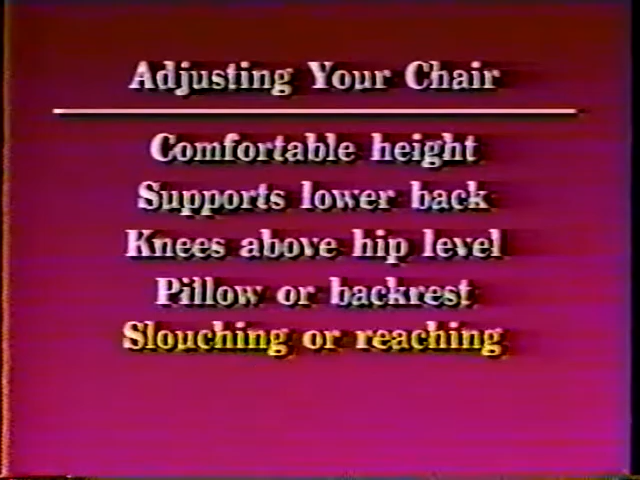 Adjusting Your Chair
Comfortable height
Supports lower back
Knees above hip level
Pillow or backrest
Slouching or reaching